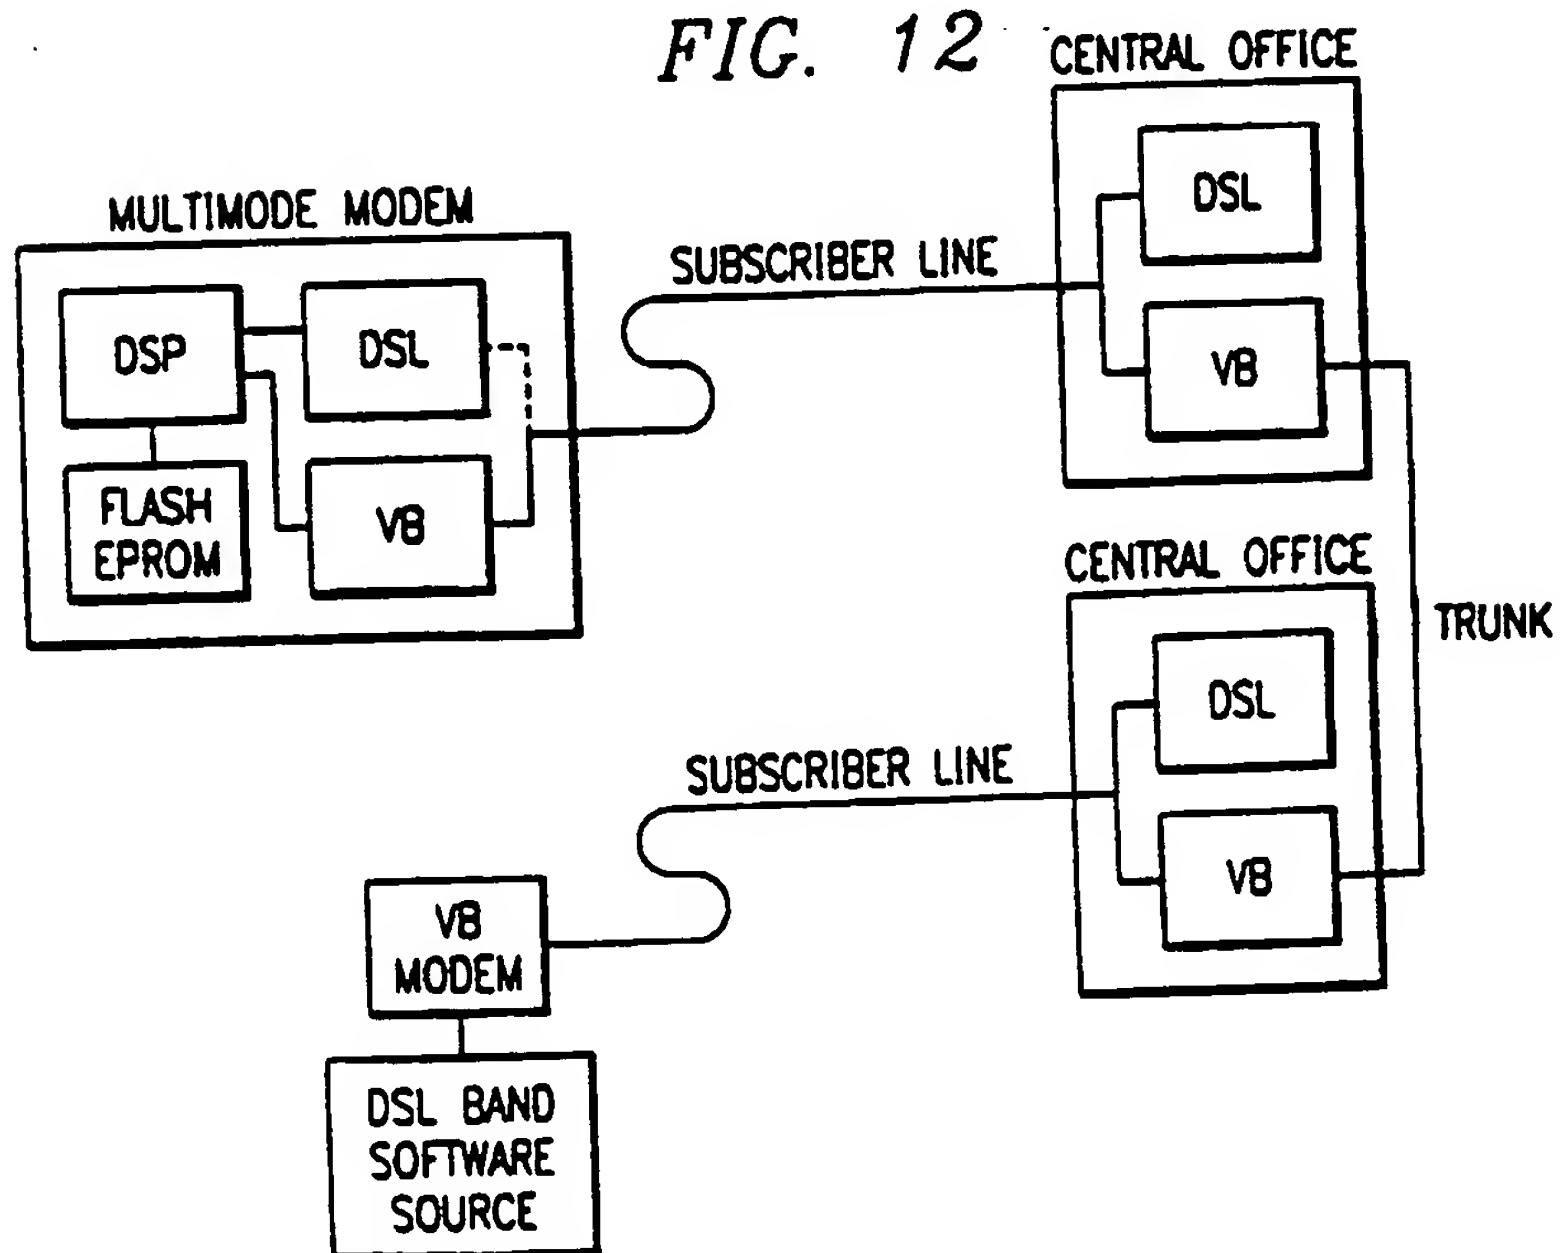 FIG. 12
CENTRAL OFFICE
DSL
VB
MULTIMODE MODEM
DSP
DSL
FLASH
EPROM
VB
SUBSCRIBER LINE
CENTRAL OFFICE
DSL
VB
TRUNK
SUBSCRIBER LINE
VB
MODEM
DSL BAND
SOFTWARE
SOURCE